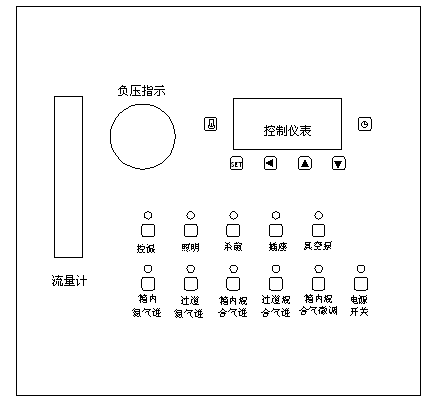 负压指示
控制仪表
SET
照明
杀菌
插座
真空泵
流量计
箱内
氮气进
过渡
氮气进
箱内混
合气进
过渡混
合气进
箱内混
合气微调
电源
开关